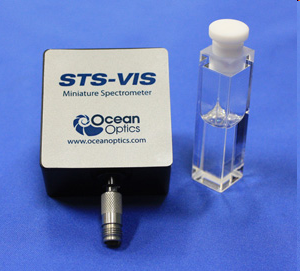 STS-VIS
Miniature Spectrometer
Ocean
Optics
www.oceanoptics.com